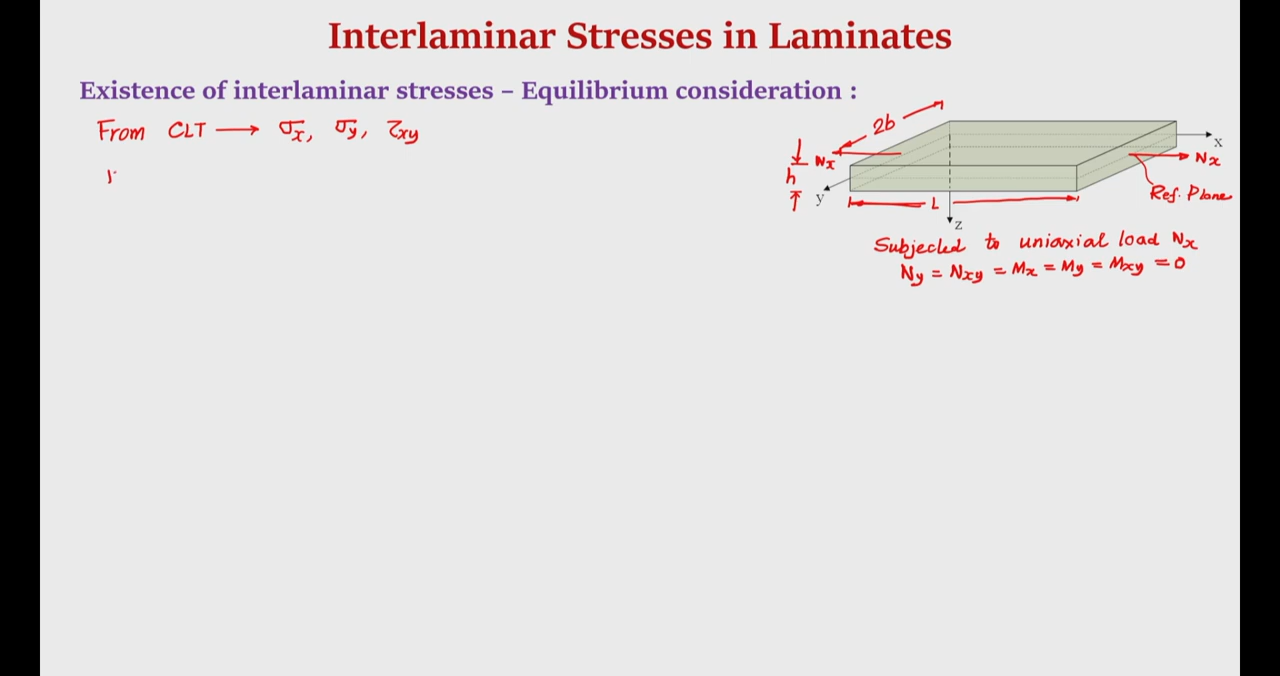 Interlaminar Stresses in Laminates
Existence of interlaminar stresses – Equilibrium consideration :
From CLT → σx, σy, τxy
2b
Nx
h
y
L
z
x
Nx
Ref. Plane
Subjected to uniaxial load Nx
Ny = Nxy = Mx = My = Mxy = 0